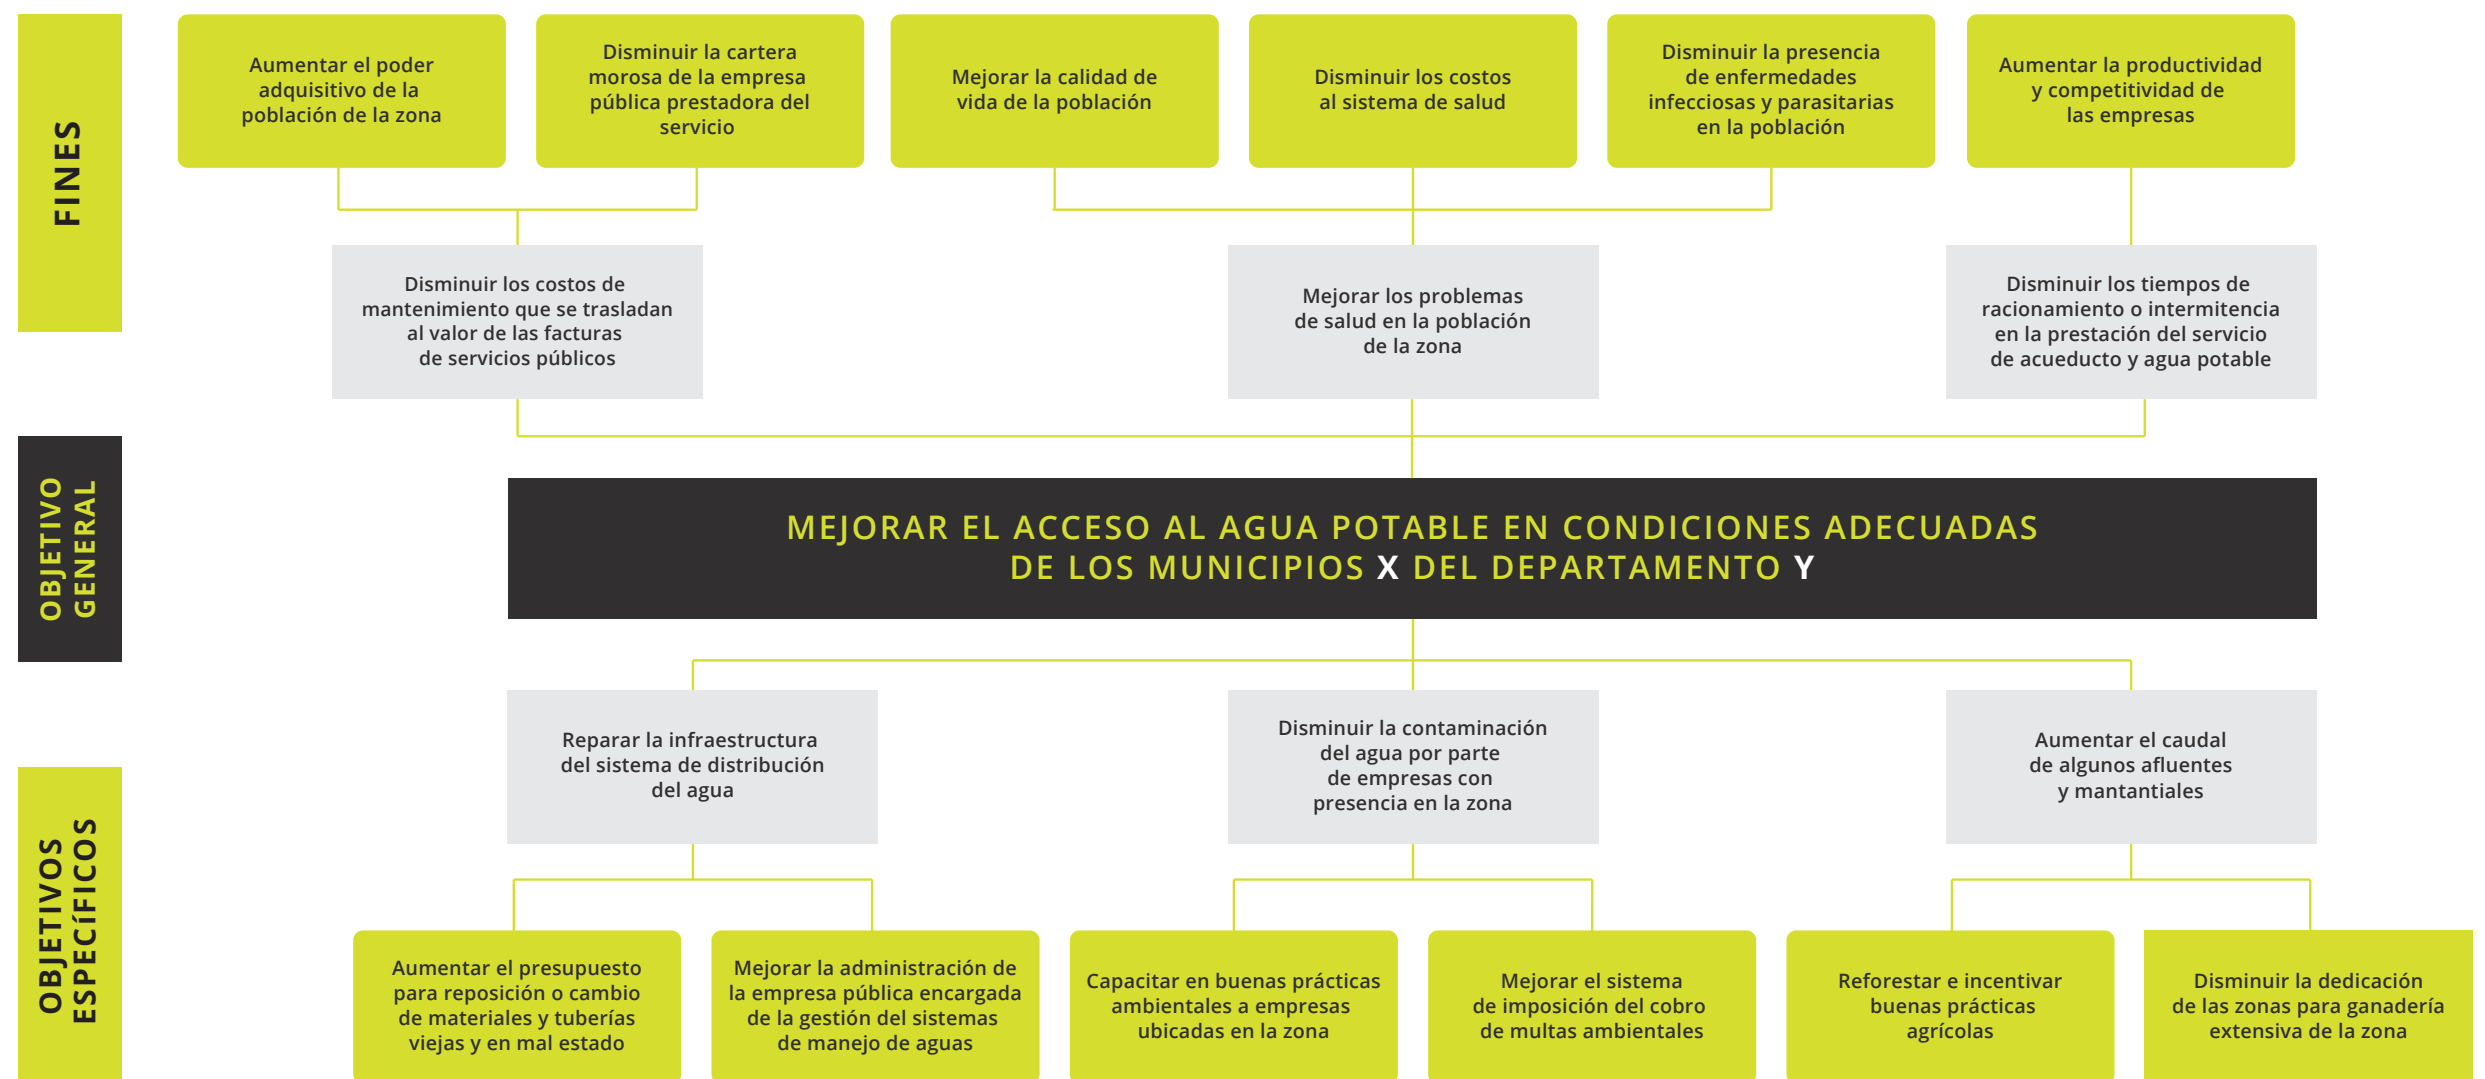 FINES
Aumentar el poder
adquisitivo de la
población de la zona
Disminuir la cartera
morosa de la empresa
pública prestadora del
servicio
Mejorar la calidad de
vida de la población
Disminuir los costos
al sistema de salud
Disminuir la presencia
de enfermedades
infecciosas y parasitarias
en la población
Aumentar la productividad
y competitividad de
las empresas
Disminuir los costos de
mantenimiento que se trasladan
al valor de las facturas
de servicios públicos
Mejorar los problemas
de salud en la población
de la zona
Disminuir los tiempos de
racionamiento o intermitencia
en la prestación del servicio
de acueducto y agua potable
OBJETIVO
GENERAL
MEJORAR EL ACCESO AL AGUA POTABLE EN CONDICIONES ADECUADAS
DE LOS MUNICIPIOS X DEL DEPARTAMENTO Y
OBJETIVOS
ESPECÍFICOS
Reparar la infraestructura
del sistema de distribución
del agua
Disminuir la contaminación
del agua por parte
de empresas con
presencia en la zona
Aumentar el caudal
de algunos afluentes
y mantantiales
Aumentar el presupuesto
para reposición o cambio
de materiales y tuberías
viejas y en mal estado
Mejorar la administración de
la empresa pública encargada
de la gestión del sistemas
de manejo de aguas
Capacitar en buenas prácticas
ambientales a empresas
ubicadas en la zona
Mejorar el sistema
de imposición del cobro
de multas ambientales
Reforestar e incentivar
buenas prácticas
agrícolas
Disminuir la dedicación
de las zonas para ganadería
extensiva de la zona